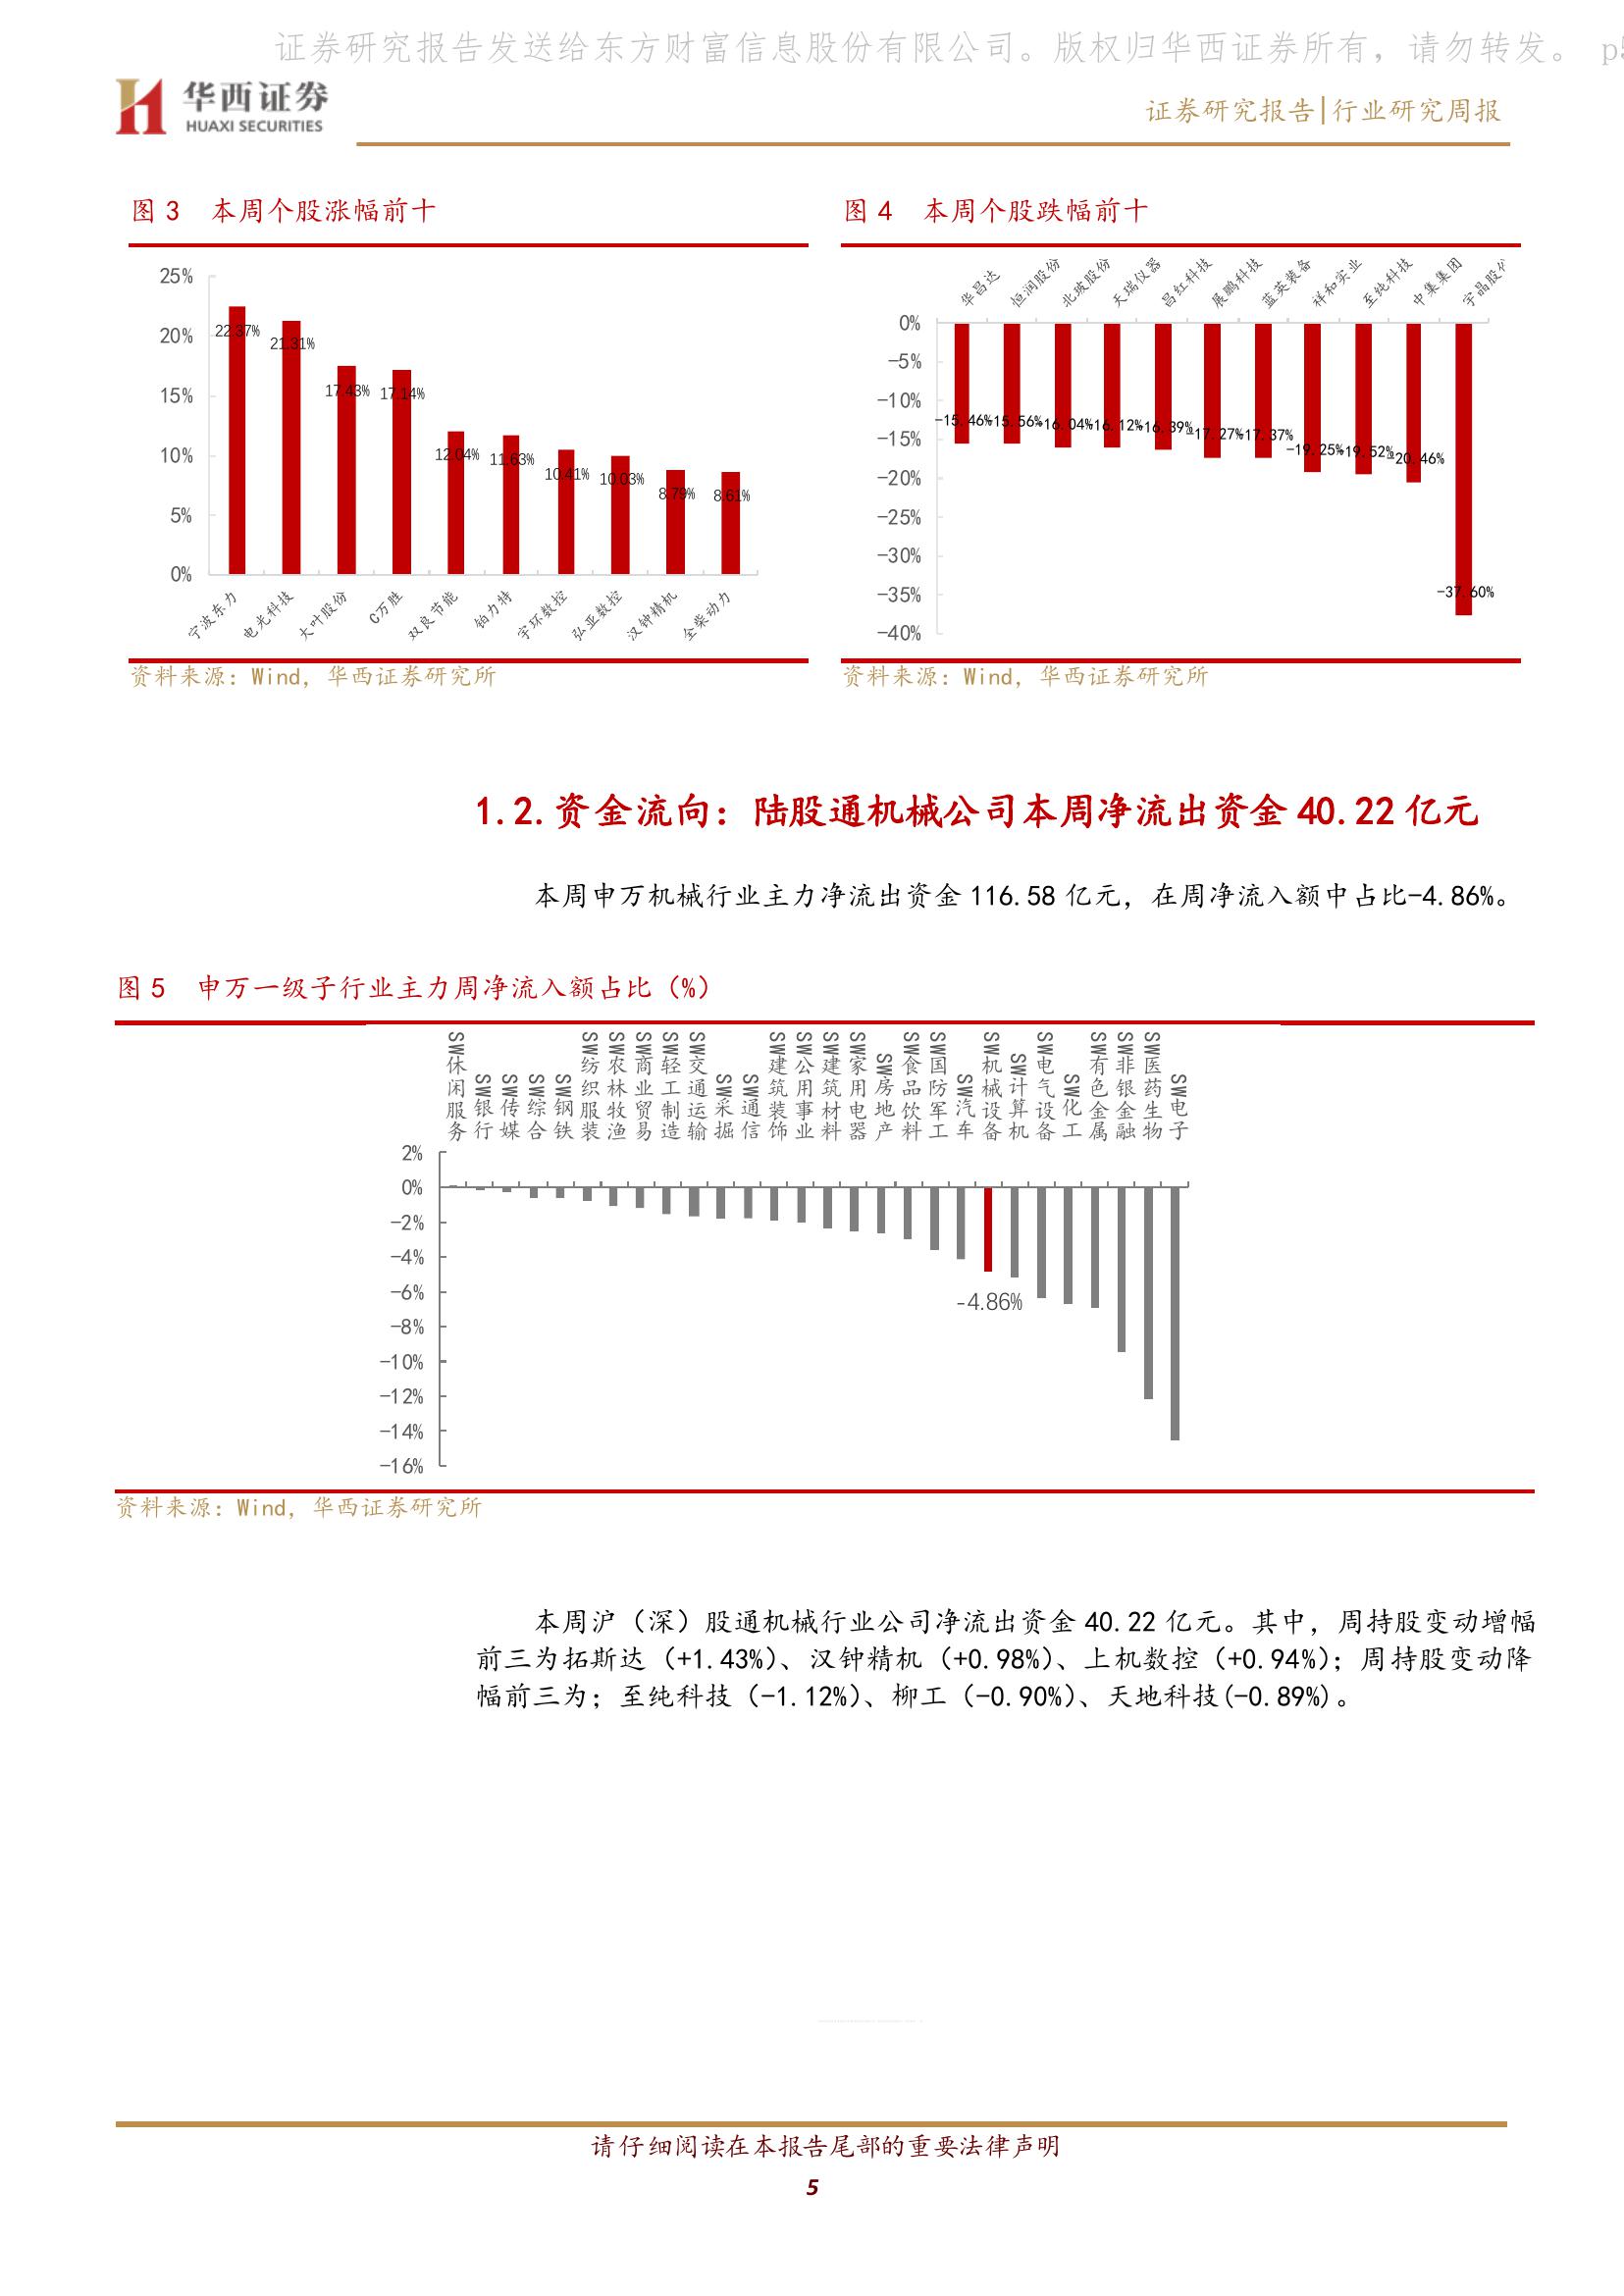 证券研究报告发送给东方财富信息股份有限公司。版权归华西证券所有，请勿转发。 p5
华西证券
HUAXI SECURITIES
证券研究报告|行业研究周报
图 3 本周个股涨幅前十
25%
20%
15%
10%
5%
0%
22.37%
21.31%
17.43%
17.14%
12.04%
11.63%
10.41%
10.03%
8.79%
8.61%
宁波东力
电光科技
大叶股份
G万胜
双良节能
铂力特
宇环数控
弘亚数控
汉钟精机
全柴动力
资料来源：Wind，华西证券研究所
图 4 本周个股跌幅前十
华昌达
恒润股份
北玻股份
天瑞仪器
昌红科技
展鹏科技
蓝英装备
祥和实业
至纯科技
中集集团
宇晶股份
0%
-5%
-10%
-15%
-20%
-25%
-30%
-35%
-40%
-15.46%
-15.56%
-16.04%
-16.12%
-16.39%
-17.27%
-17.37%
-19.25%
-19.52%
-20.46%
-37.60%
资料来源：Wind，华西证券研究所
1.2.资金流向：陆股通机械公司本周净流出资金 40.22 亿元
本周申万机械行业主力净流出资金 116.58 亿元，在周净流入额中占比-4.86%。
图 5 申万一级子行业主力周净流入额占比（%）
SW休闲服务
SW银行
SW传媒
SW综合
SW钢铁
SW纺织服装
SW农林牧渔
SW商业贸易
SW轻工制造
SW交通运输
SW采掘
SW通信
SW建筑装饰
SW公用事业
SW建筑材料
SW家用电器
SW房地产
SW食品饮料
SW国防军工
SW汽车
SW机械设备
SW计算机
SW电气设备
SW化工
SW有色金属
SW非银金融
SW医药生物
SW电子
2%
0%
-2%
-4%
-6%
-8%
-10%
-12%
-14%
-16%
-4.86%
资料来源：Wind，华西证券研究所
本周沪（深）股通机械行业公司净流出资金 40.22 亿元。其中，周持股变动增幅
前三为拓斯达（+1.43%）、汉钟精机（+0.98%）、上机数控（+0.94%）；周持股变动降
幅前三为；至纯科技（-1.12%）、柳工（-0.90%）、天地科技(-0.89%)。
请仔细阅读在本报告尾部的重要法律声明
5